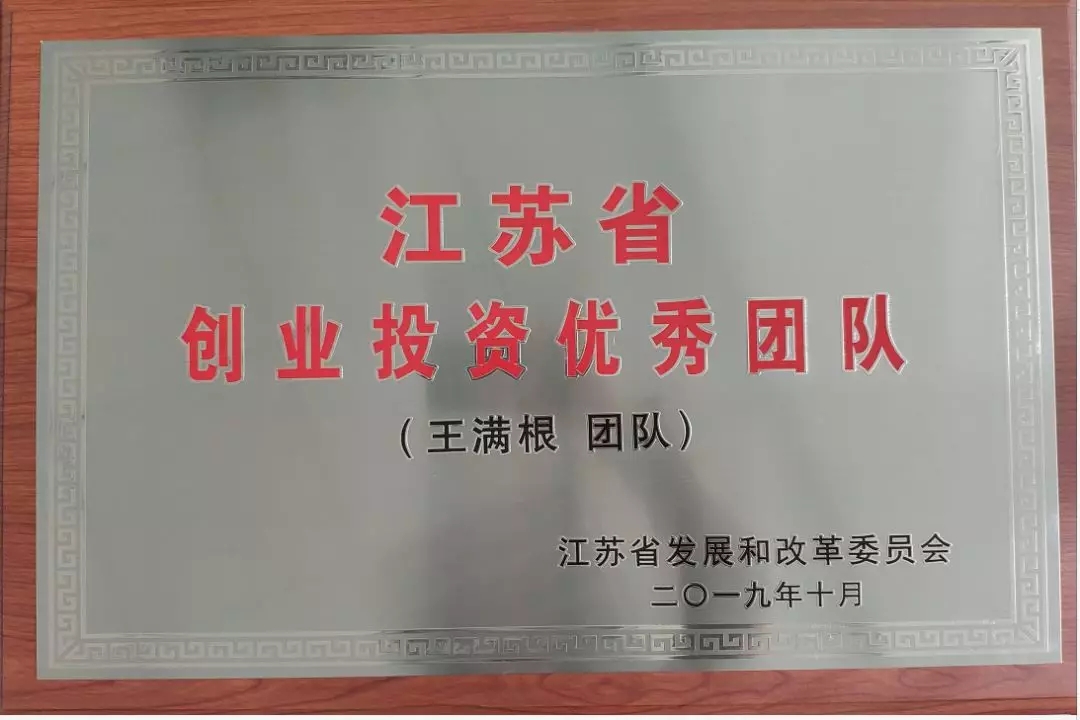 江苏省
创业投资优秀团队
（王满根 团队）
江苏省发展和改革委员会
二〇一九年十月